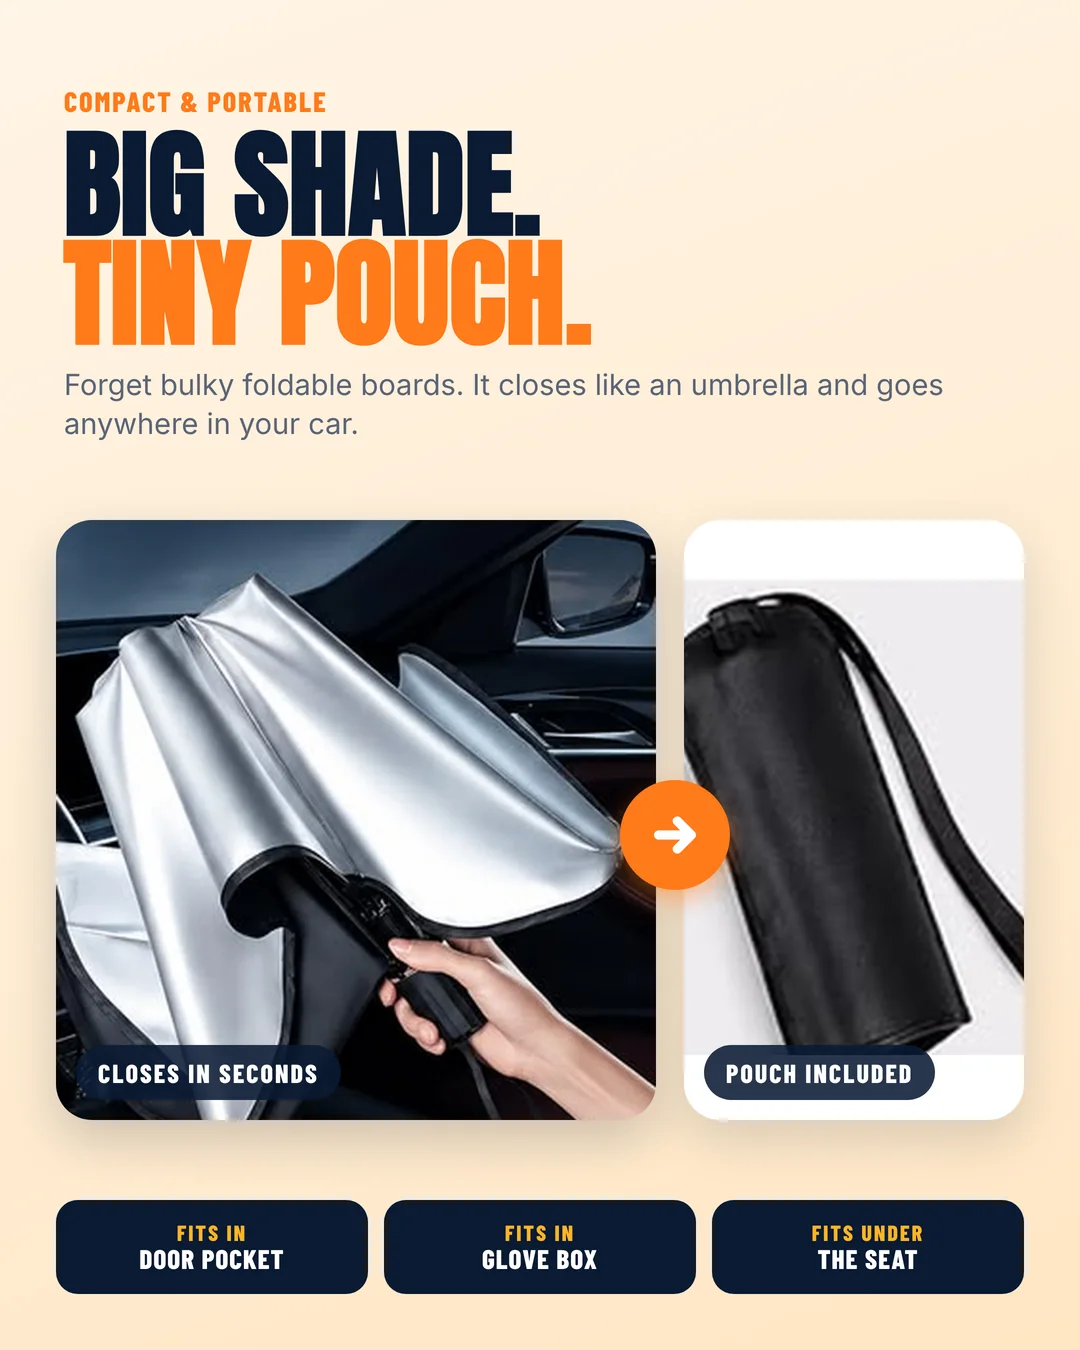 COMPACT & PORTABLE
BIG SHADE.
TINY POUCH.
Forget bulky foldable boards. It closes like an umbrella and goes
anywhere in your car.
CLOSES IN SECONDS
POUCH INCLUDED
FITS IN
DOOR POCKET
FITS IN
GLOVE BOX
FITS UNDER
THE SEAT